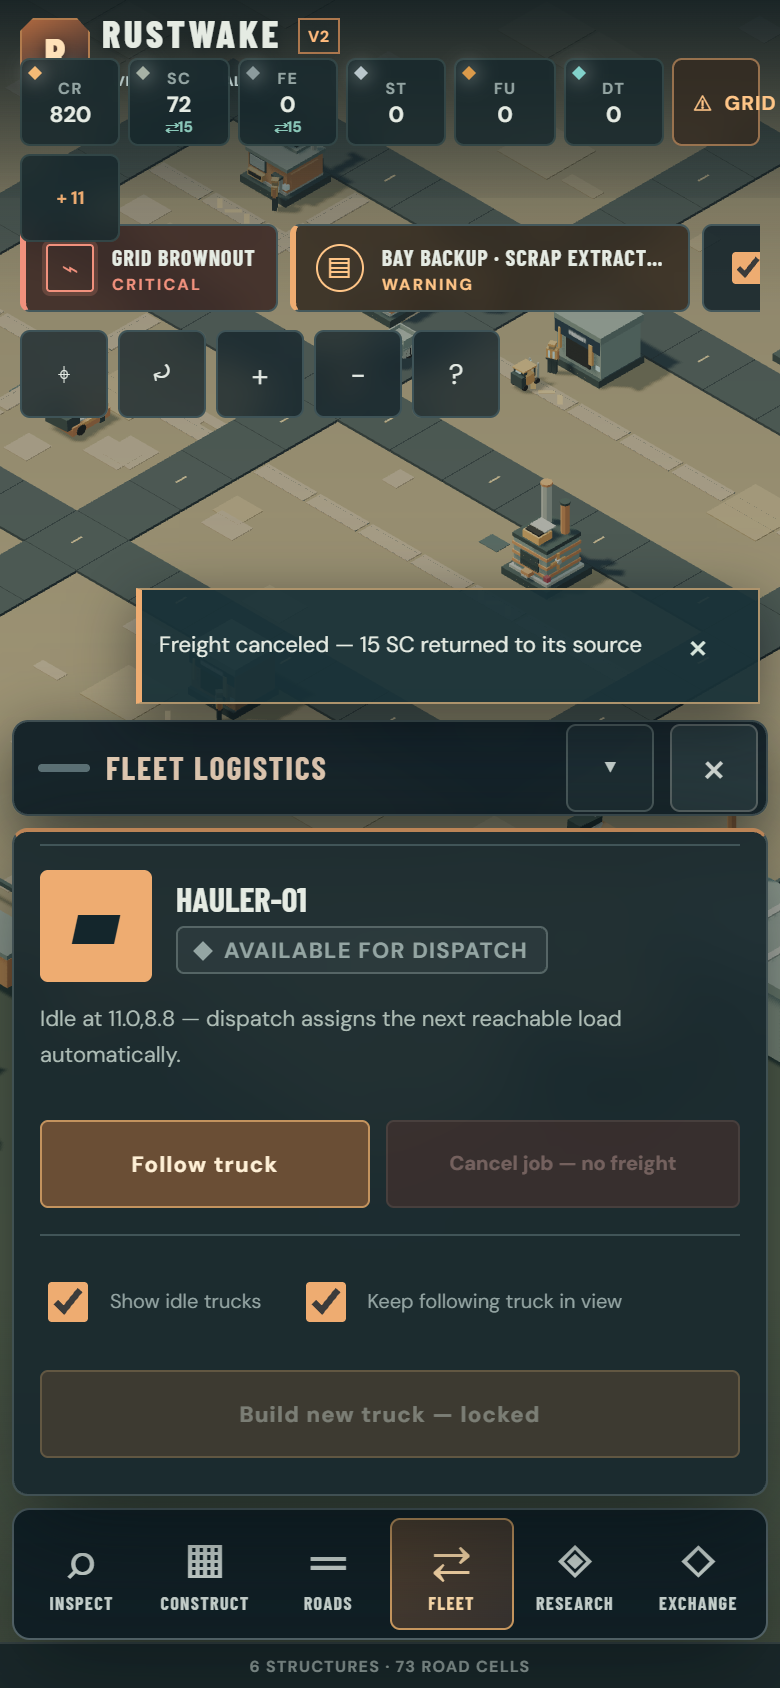 RUSTWAKE V2
CR
820
SC
72
⇄15
FE
0
⇄15
ST
0
FU
0
DT
0
⚠ GRID
+ 11
GRID BROWNOUT
CRITICAL
BAY BACKUP · SCRAP EXTRACT...
WARNING
+
−
?
Freight canceled — 15 SC returned to its source ×
FLEET LOGISTICS ▼ ×
HAULER-01
◆ AVAILABLE FOR DISPATCH
Idle at 11.0,8.8 — dispatch assigns the next reachable load
automatically.
Follow truck
Cancel job — no freight
Show idle trucks
Keep following truck in view
Build new truck — locked
INSPECT
CONSTRUCT
ROADS
FLEET
RESEARCH
EXCHANGE
6 STRUCTURES · 73 ROAD CELLS